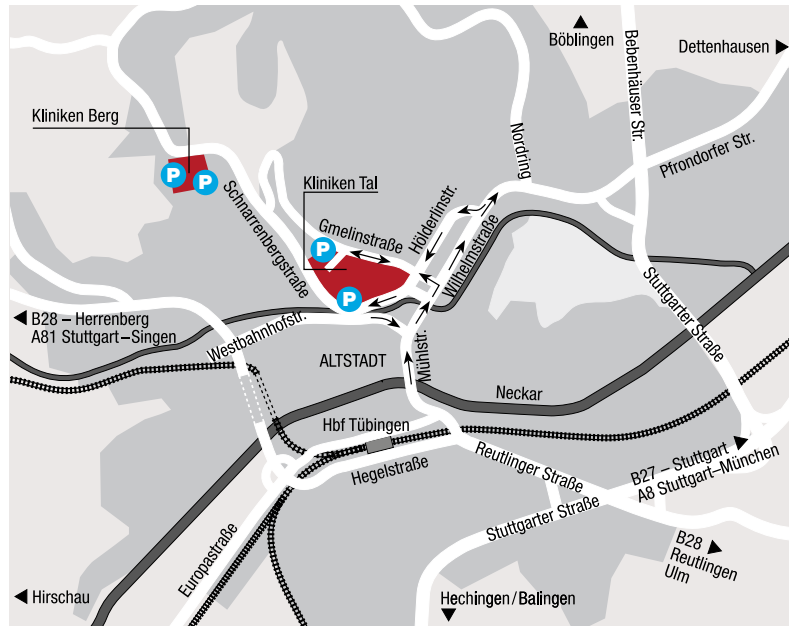 Böblingen
Bebenhäuser Str.
Dettenhausen
Kliniken Berg
Nordring
Pfrondorfer Str.
P
P
Kliniken Tal
Schnarrenbergstraße
Gmelinstraße
Hölderlinstr.
Wilhelmstraße
P
P
Stuttgarter Straße
B28 – Herrenberg
A81 Stuttgart–Singen
Westbahnhofstr.
ALTSTADT
Mühlstr.
Neckar
Hbf Tübingen
Hegelstraße
Reutlinger Straße
B27 – Stuttgart
A8 Stuttgart–München
Stuttgarter Straße
Europastraße
B28
Reutlingen
Ulm
Hirschau
Hechingen/Balingen